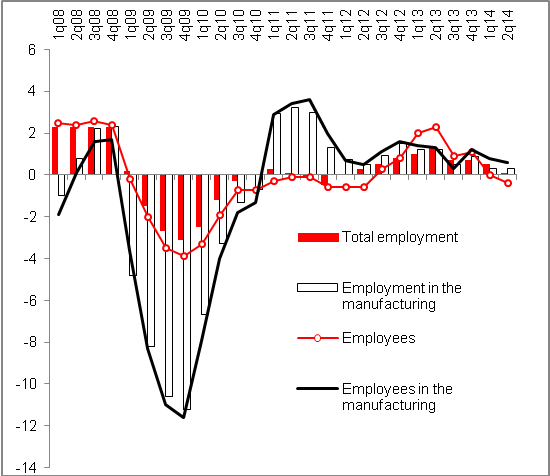 1q08
2q08
3q08
4q08
1q09
2q09
3q09
4q09
1q10
2q10
3q10
4q10
1q11
2q11
3q11
4q11
1q12
2q12
3q12
4q12
1q13
2q13
3q13
4q13
1q14
2q14
6
4
2
0
-2
-4
-6
-8
-10
-12
-14
Total employment
Employment in the
manufacturing
Employees
Employees in the
manufacturing